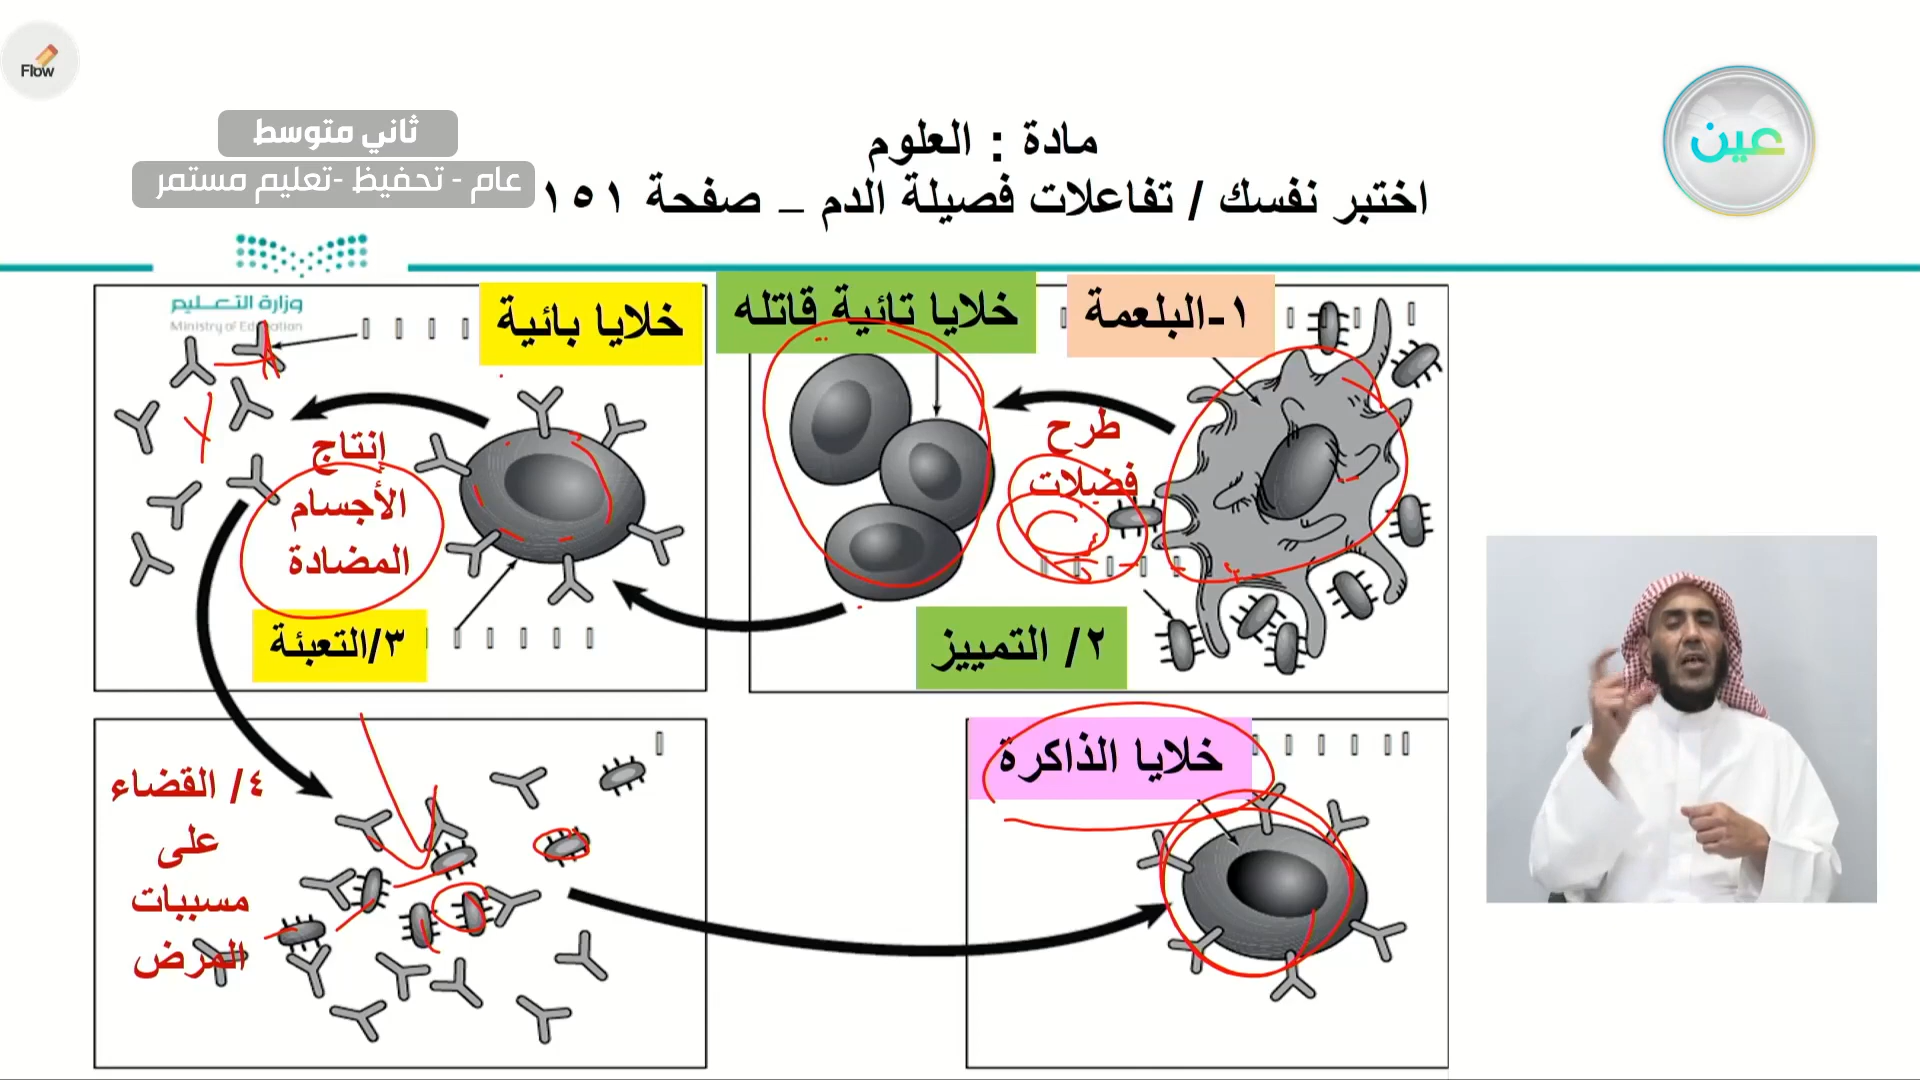 Flow
ثاني متوسط
عام - تحفيظ -تعليم مستمر
عين
مادة : العلوم
اختبر نفسك / تفاعلات فصيلة الدم – صفحة ١٥١
وزارة التعـليم
Ministry of Education
١-البلعمة
خلايا تائية قاتله
خلايا بائية
طرح
فضلات
إنتاج
الأجسام
المضادة
٢/ التمييز
٣/التعبئة
خلايا الذاكرة
٤/ القضاء
على
مسببات
المرض